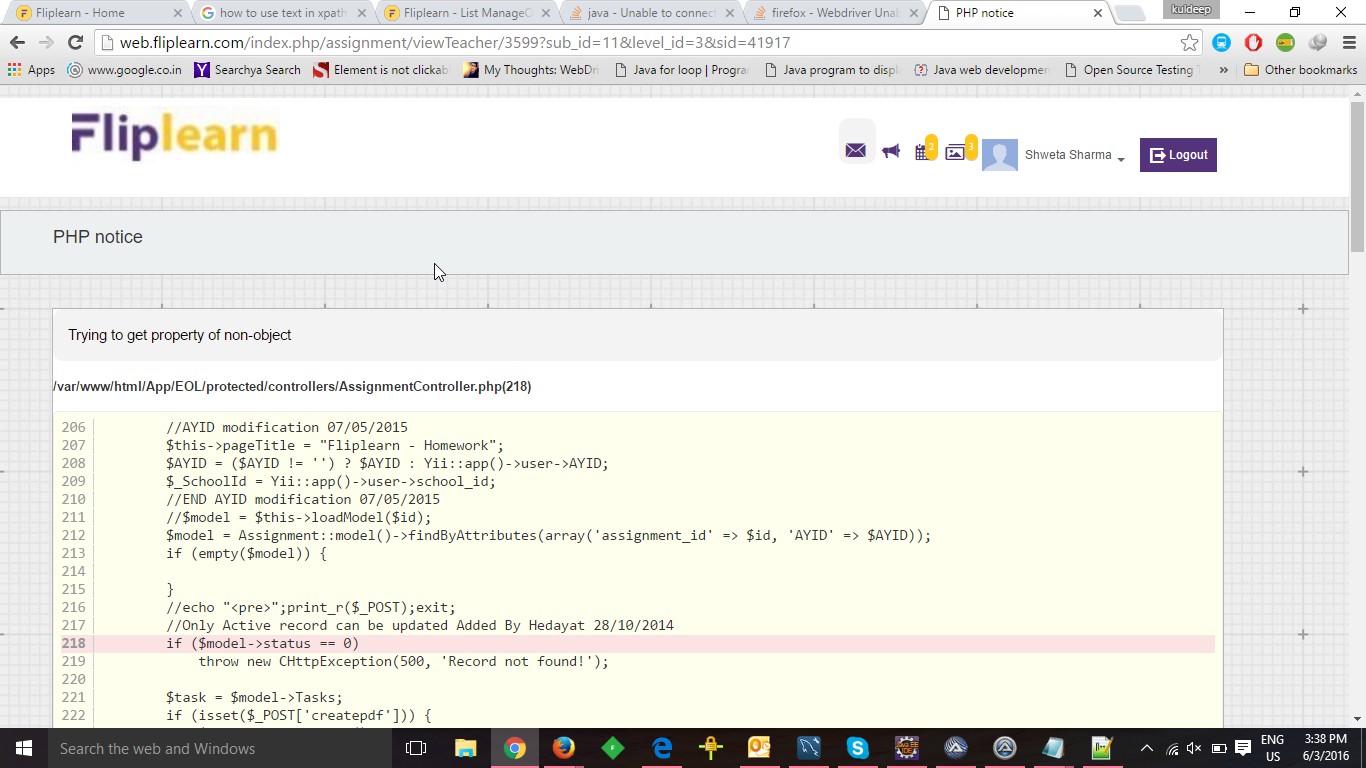 Fliplearn - Home
how to use text in xpath
Fliplearn - List Manage
java - Unable to connect
firefox - Webdriver Unab
PHP notice
kuldeep
web.fliplearn.com/index.php/assignment/viewTeacher/3599?sub_id=11&level_id=3&sid=41917
Apps
www.google.co.in
Searchya Search
Element is not clickab
My Thoughts: WebDri
Java for loop | Progra
Java program to displ
Java web developmen
Open Source Testing
»
Other bookmarks
Fliplearn
2
3
Shweta Sharma
Logout
PHP notice
Trying to get property of non-object
/var/www/html/App/EOL/protected/controllers/AssignmentController.php(218)
206 //AYID modification 07/05/2015
207 $this->pageTitle = "Fliplearn - Homework";
208 $AYID = ($AYID != '') ? $AYID : Yii::app()->user->AYID;
209 $_SchoolId = Yii::app()->user->school_id;
210 //END AYID modification 07/05/2015
211 //$model = $this->loadModel($id);
212 $model = Assignment::model()->findByAttributes(array('assignment_id' => $id, 'AYID' => $AYID));
213 if (empty($model)) {
214
215 }
216 //echo "<pre>";print_r($_POST);exit;
217 //Only Active record can be updated Added By Hedayat 28/10/2014
218 if ($model->status == 0)
219 throw new CHttpException(500, 'Record not found!');
220
221 $task = $model->Tasks;
222 if (isset($_POST['createpdf'])) {
Search the web and Windows
ENG
US
3:38 PM
6/3/2016